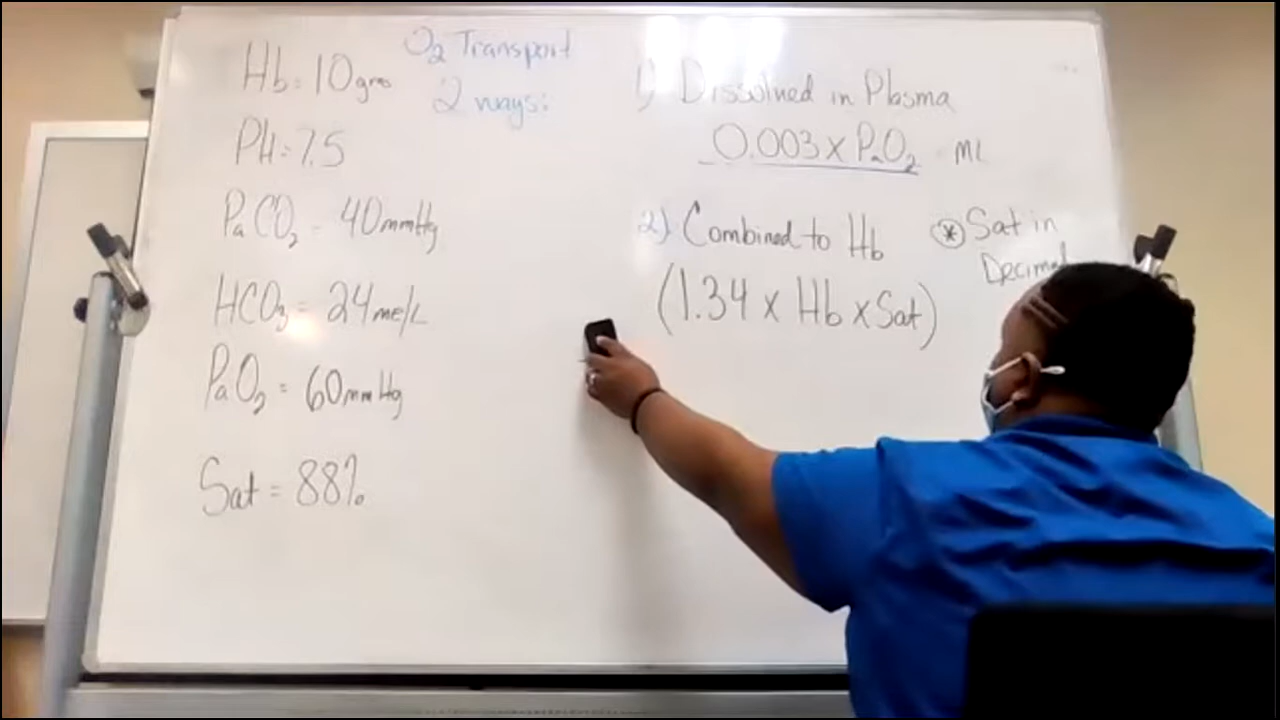 O2 Transport
2 ways:
Hb = 10 gms
PH = 7.5
PaCO2 = 40 mmHg
HCO3 = 24 me/L
PaO2 = 60 mmHg
Sat = 88%
1) Dissolved in Plasma
0.003 x PaO2 = mL
2) Combined to Hb
(1.34 x Hb x Sat)
* Sat in
Decimal